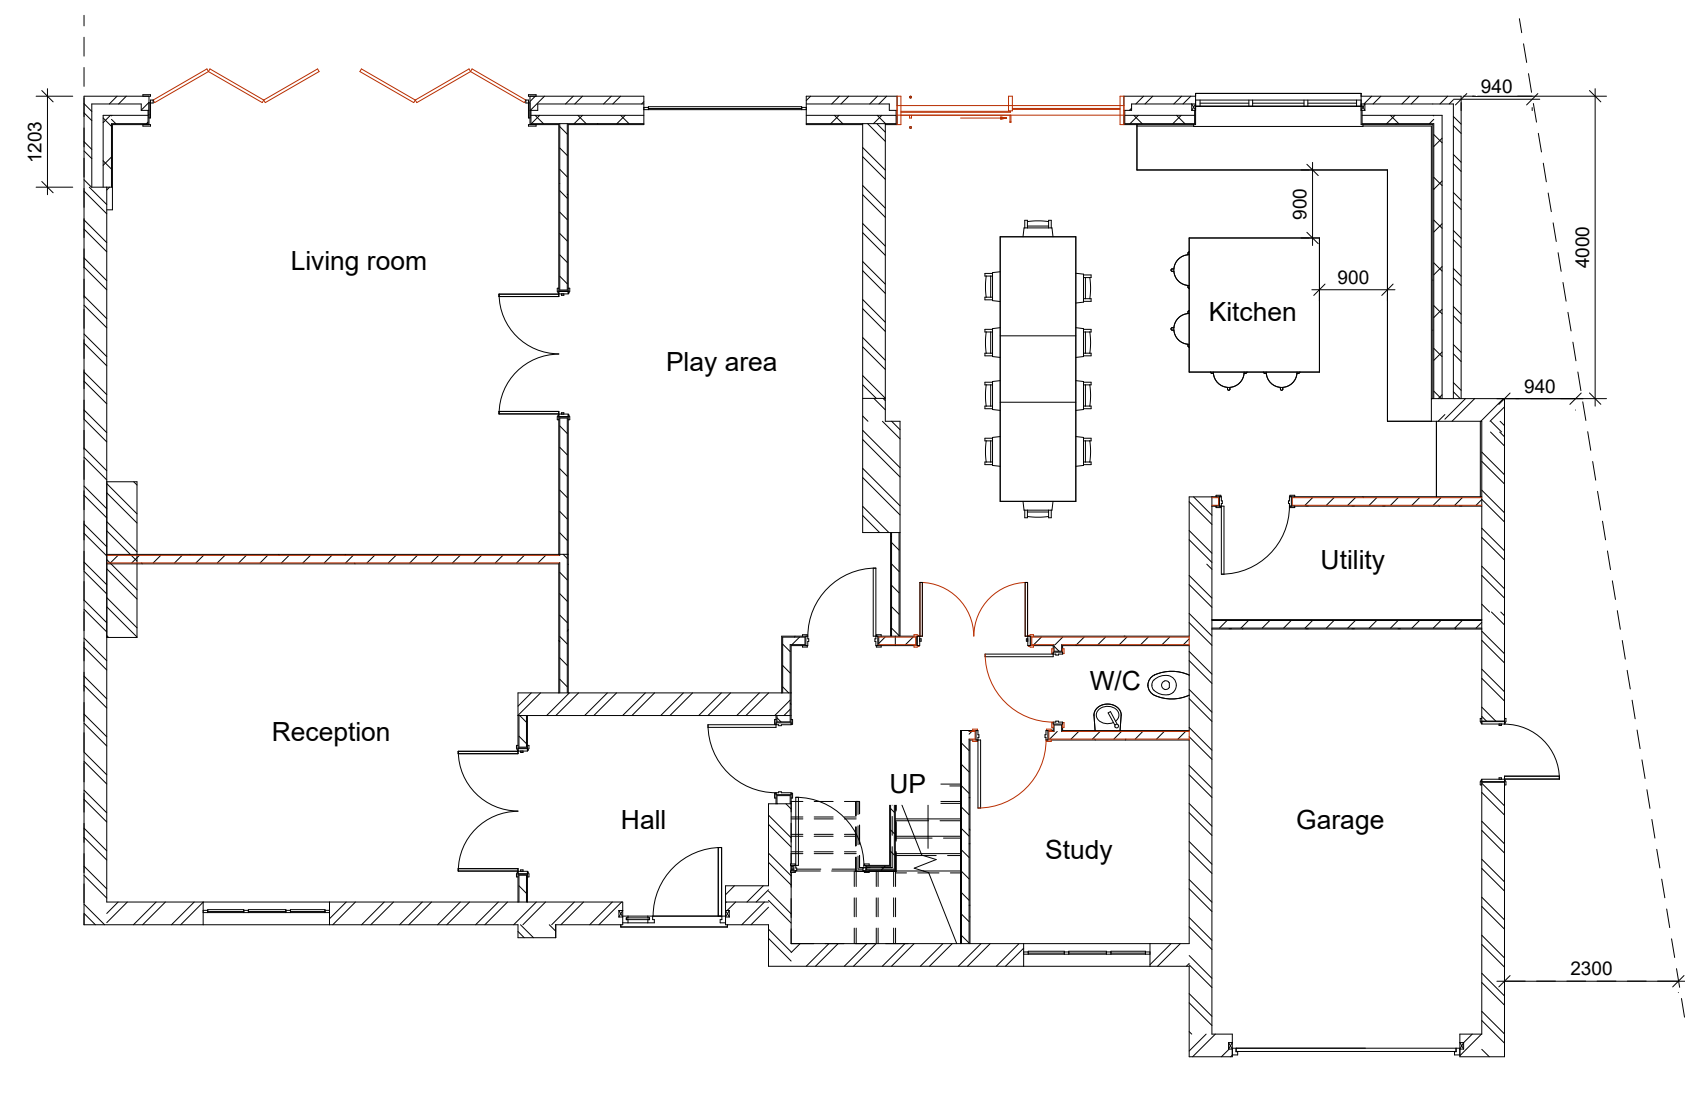 940
1203
900
4000
Living room
900
Kitchen
Play area
940
Utility
W/C
Reception
UP
Hall
Garage
Study
2300